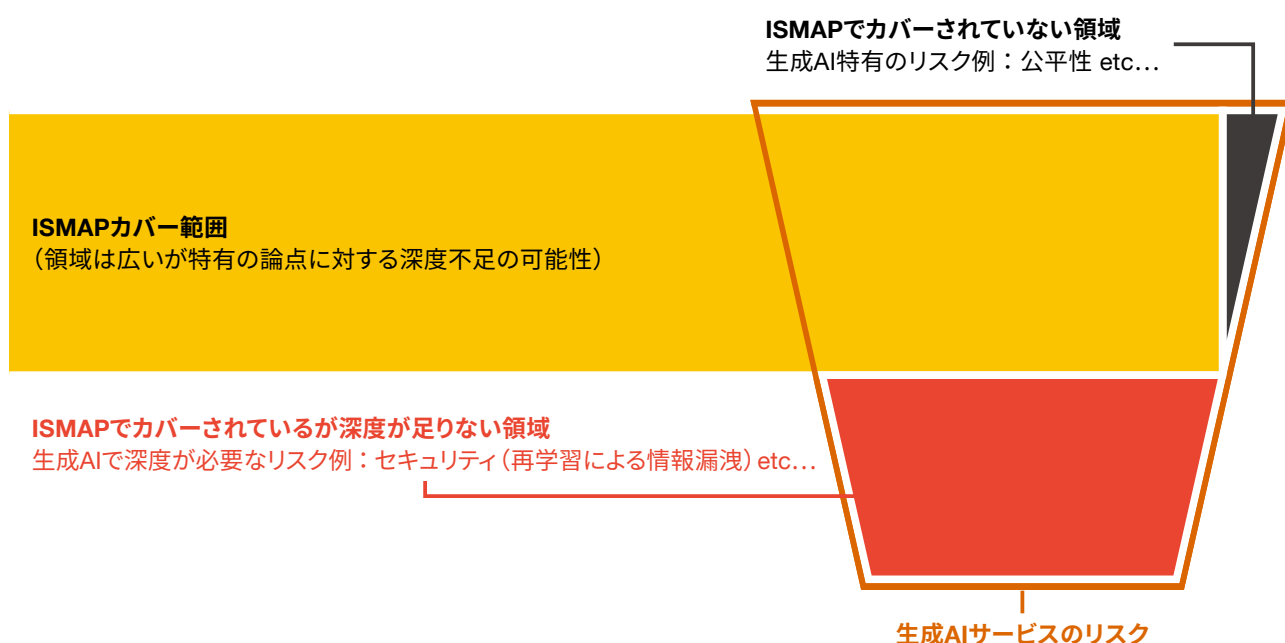 ISMAPでカバーされていない領域
生成AI特有のリスク例：公平性 etc...
ISMAPカバー範囲
（領域は広いが特有の論点に対する深度不足の可能性）
ISMAPでカバーされているが深度が足りない領域
生成AIで深度が必要なリスク例：セキュリティ（再学習による情報漏洩）etc...
生成AIサービスのリスク